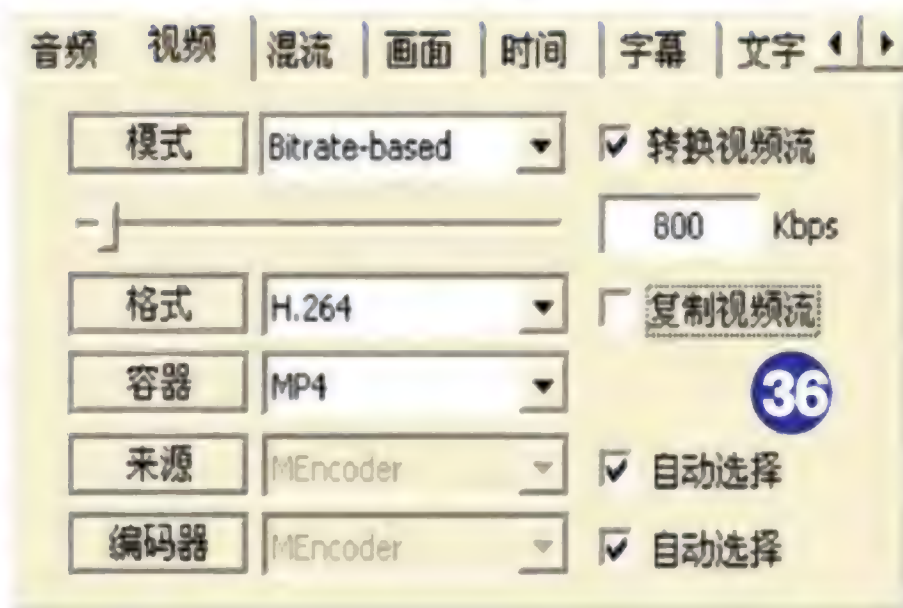 音频 视频 混流 画面 时间 字幕 文字
模式 Bitrate-based 转换视频流
800 Kbps
格式 H.264 复制视频流
容器 MP4
36
来源 MEncoder 自动选择
编码器 MEncoder 自动选择